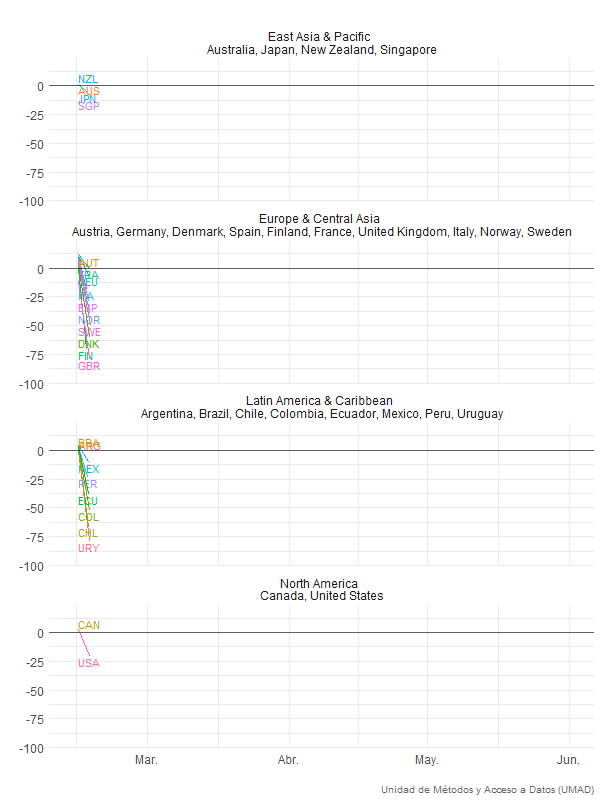 East Asia & Pacific
Australia, Japan, New Zealand, Singapore
0
-25
-50
-75
-100
NZL
AUS
JPN
SGP
Europe & Central Asia
Austria, Germany, Denmark, Spain, Finland, France, United Kingdom, Italy, Norway, Sweden
0
-25
-50
-75
-100
AUT
FRA
DEU
ITA
ESP
NOR
SWE
DNK
FIN
GBR
Latin America & Caribbean
Argentina, Brazil, Chile, Colombia, Ecuador, Mexico, Peru, Uruguay
0
-25
-50
-75
-100
BRA
ARG
MEX
PER
ECU
COL
CHL
URY
North America
Canada, United States
0
-25
-50
-75
-100
CAN
USA
Mar.
Abr.
May.
Jun.
Unidad de Métodos y Acceso a Datos (UMAD)